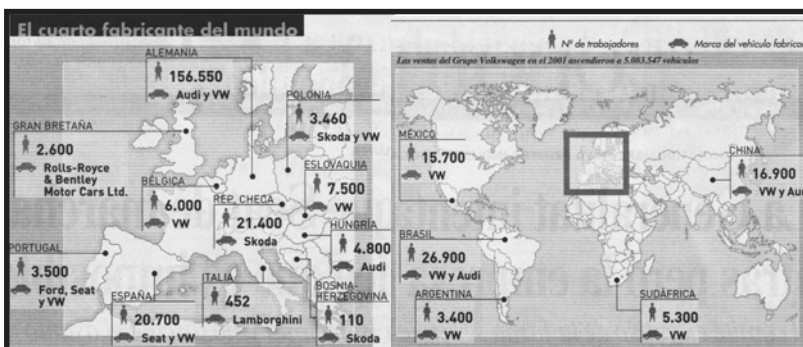 El cuarto fabricante del mundo
ALEMANIA
156.550
Audi y VW
POLONIA
3.460
Skoda y VW
GRAN BRETAÑA
2.600
Rolls-Royce
& Bentley
Motor Cars Ltd.
ESLOVAQUIA
7.500
VW
BÉLGICA
6.000
VW
REP. CHECA
21.400
Skoda
HUNGRÍA
4.800
Audi
PORTUGAL
3.500
Ford, Seat
y VW
ESPAÑA
20.700
Seat y VW
ITALIA
452
Lamborghini
BOSNIA-
HERZEGOVINA
110
Skoda
Nº de trabajadores
Marca del vehículo fabricado
Las ventas del Grupo Volkswagen en el 2001 ascendieron a 5.083.547 vehículos
MÉXICO
15.700
VW
CHINA
16.900
VW y Audi
BRASIL
26.900
VW y Audi
ARGENTINA
3.400
VW
SUDÁFRICA
5.300
VW